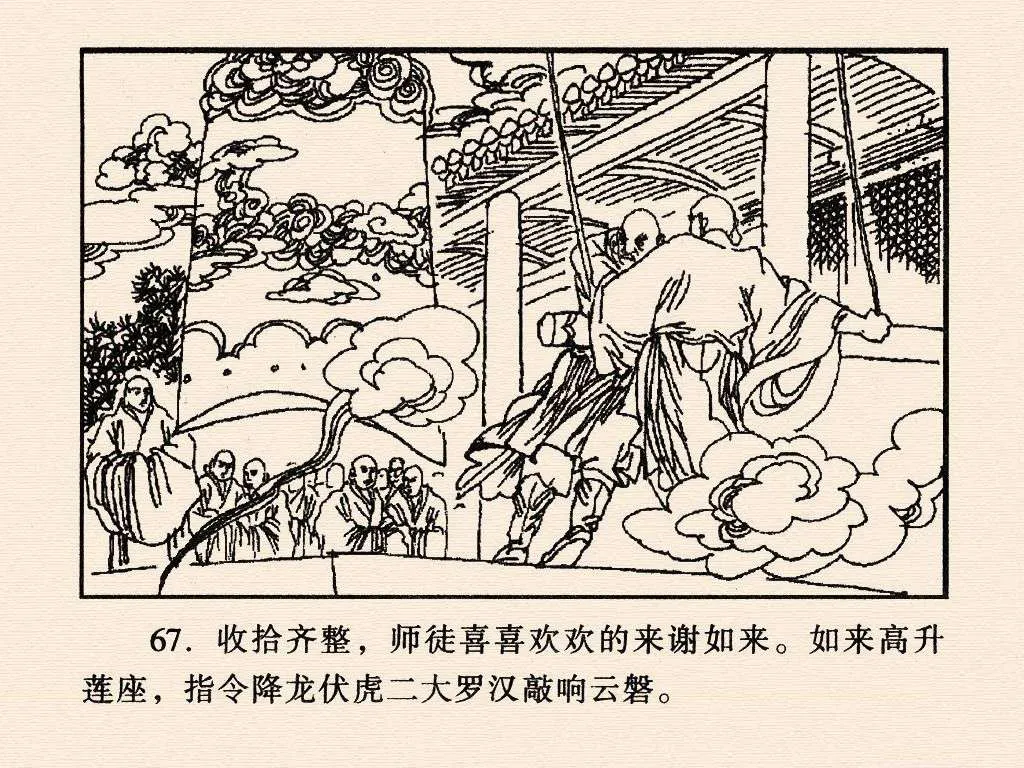 67. 收拾齐整，师徒喜喜欢欢的来谢如来。如来高升
莲座，指令降龙伏虎二大罗汉敲响云磐。